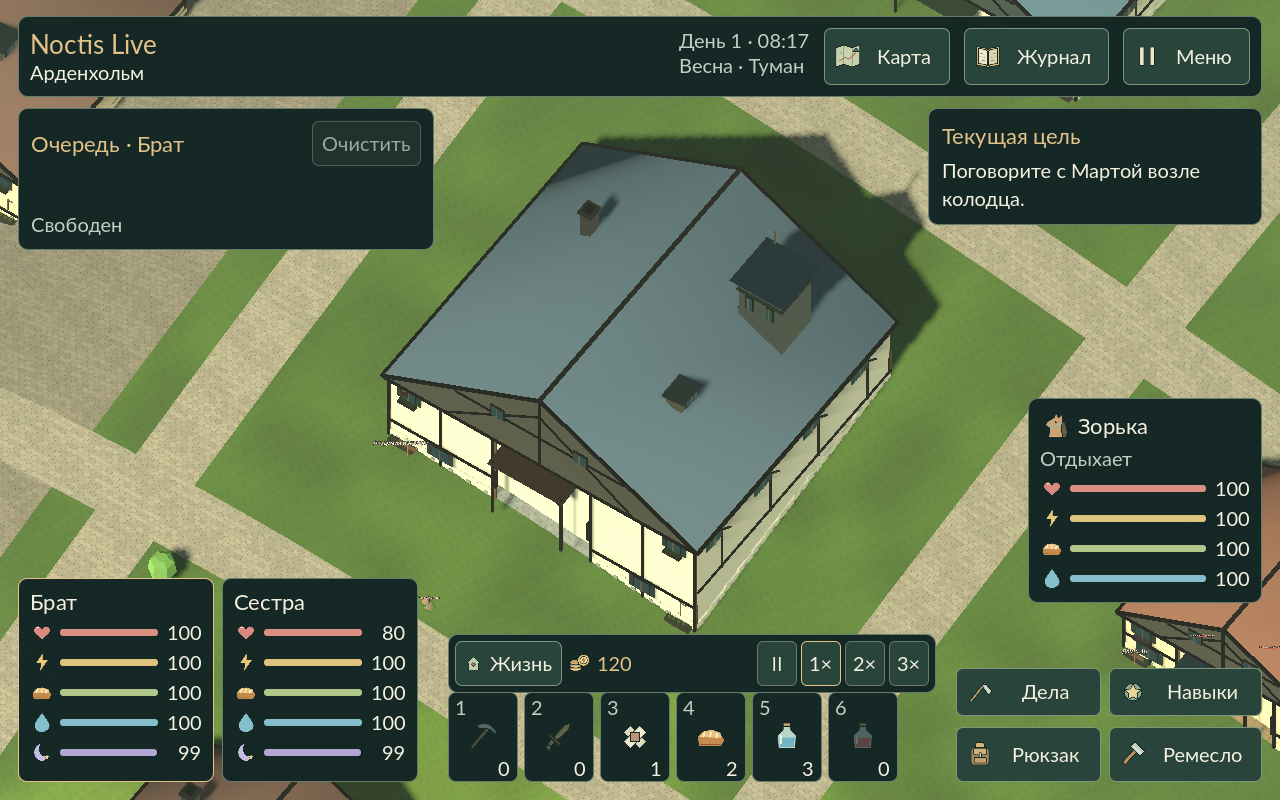 Noctis Live
Арденхольм
День 1 · 08:17
Весна · Туман
Карта
Журнал
Меню
Очередь · Брат
Очистить
Свободен
Текущая цель
Поговорите с Мартой возле
колодца.
Зорька
Отдыхает
100
100
100
100
Брат
100
100
100
100
99
Сестра
80
100
100
100
99
Жизнь
120
1×
2×
3×
1
0
2
0
3
1
4
2
5
3
6
0
Дела
Навыки
Рюкзак
Ремесло